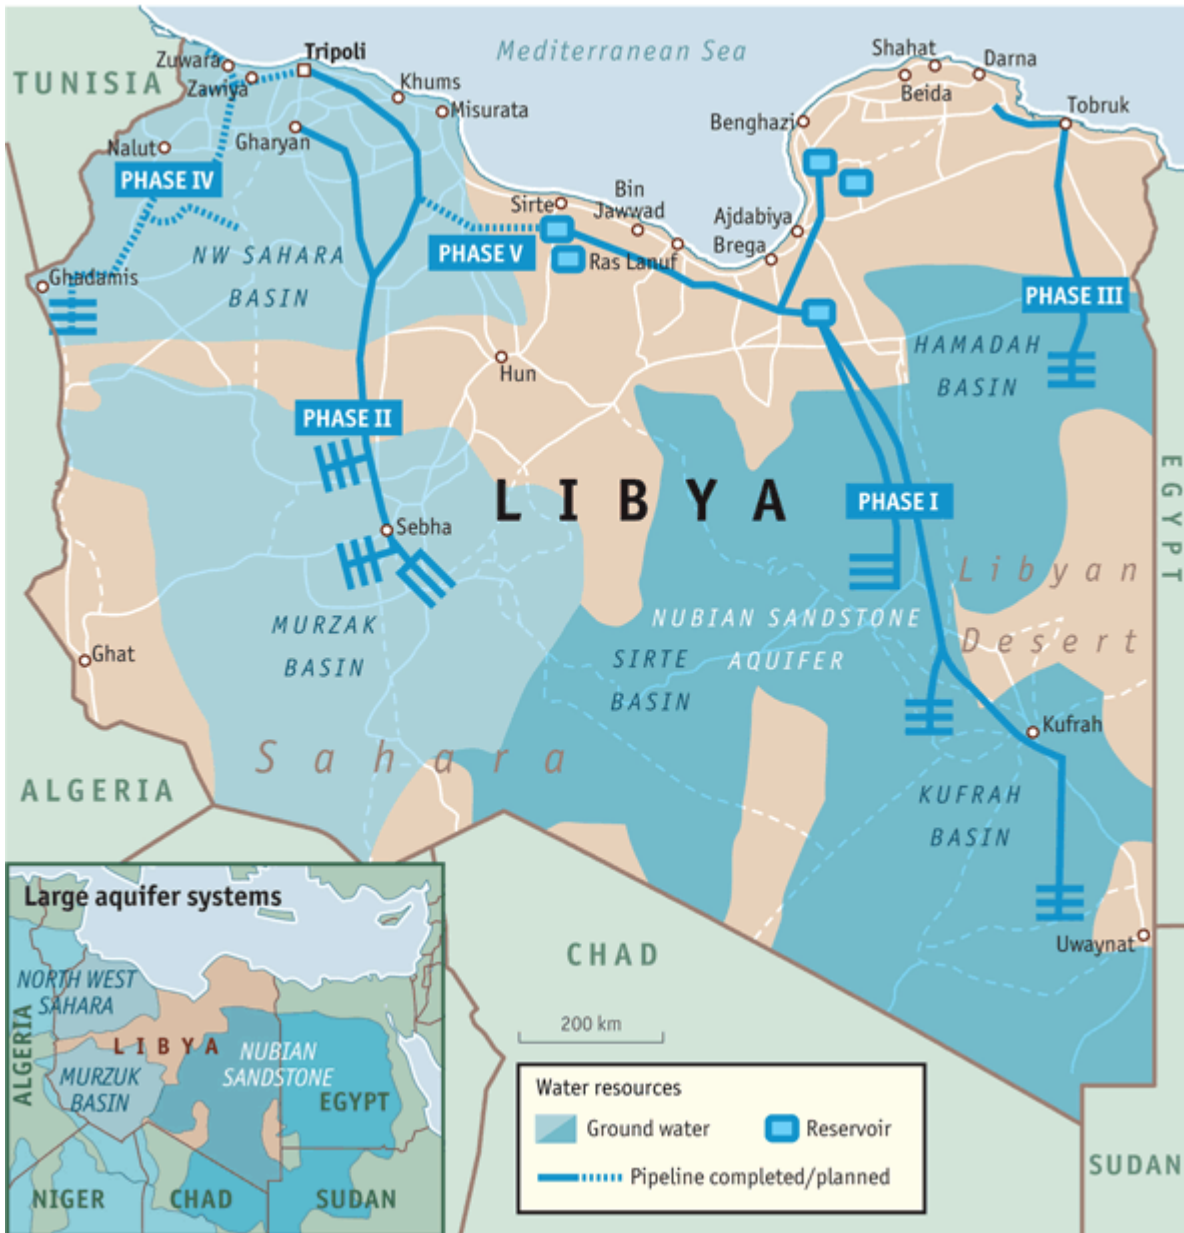 Mediterranean Sea
TUNISIA
Zuwara
Zawiya
Tripoli
Khums
Misurata
Gharyan
Nalut
PHASE IV
Ghadamis
NW SAHARA
BASIN
Shahat
Beida
Darna
Tobruk
Benghazi
Sirte
Bin
Jawwad
Ajdabiya
Brega
Ras Lanuf
PHASE V
PHASE III
HAMADAH
BASIN
Hun
PHASE II
LIBYA
PHASE I
EGYPT
Sebha
Libyan
Desert
NUBIAN SANDSTONE
AQUIFER
MURZAK
BASIN
SIRTE
BASIN
Ghat
Sahara
Kufrah
KUFRAH
BASIN
ALGERIA
Uwaynat
CHAD
SUDAN
200 km
Water resources
Ground water
Reservoir
Pipeline completed/planned
Large aquifer systems
NORTH WEST
SAHARA
ALGERIA
LIBYA
NUBIAN
SANDSTONE
MURZUK
BASIN
EGYPT
NIGER
CHAD
SUDAN